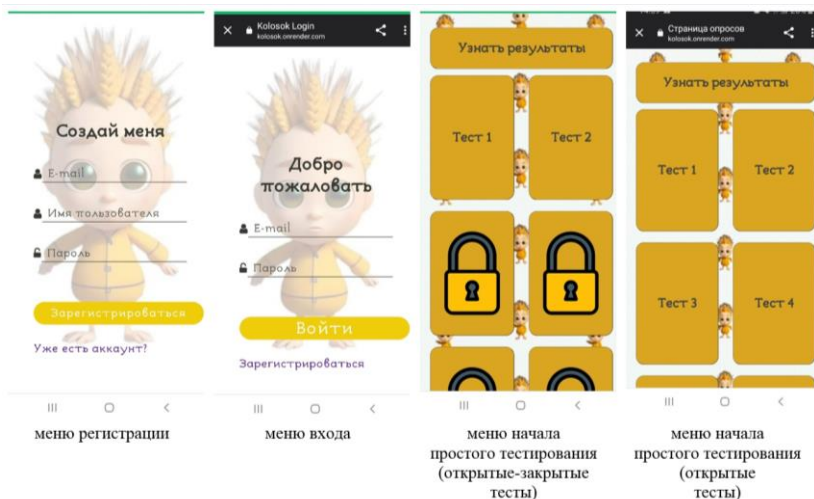 Создай меня
E-mail
Имя пользователя
Пароль
Зарегистрироваться
Уже есть аккаунт?
меню регистрации
Kolosok Login
kolosok.onrender.com
Добро
пожаловать
E-mail
Пароль
Войти
Зарегистрироваться
меню входа
Узнать результаты
Тест 1
Тест 2
меню начала
простого тестирования
(открытые-закрытые
тесты)
Страница опросов
kolosok.onrender.com
Узнать результаты
Тест 1
Тест 2
Тест 3
Тест 4
меню начала
простого тестирования
(открытые
тесты)